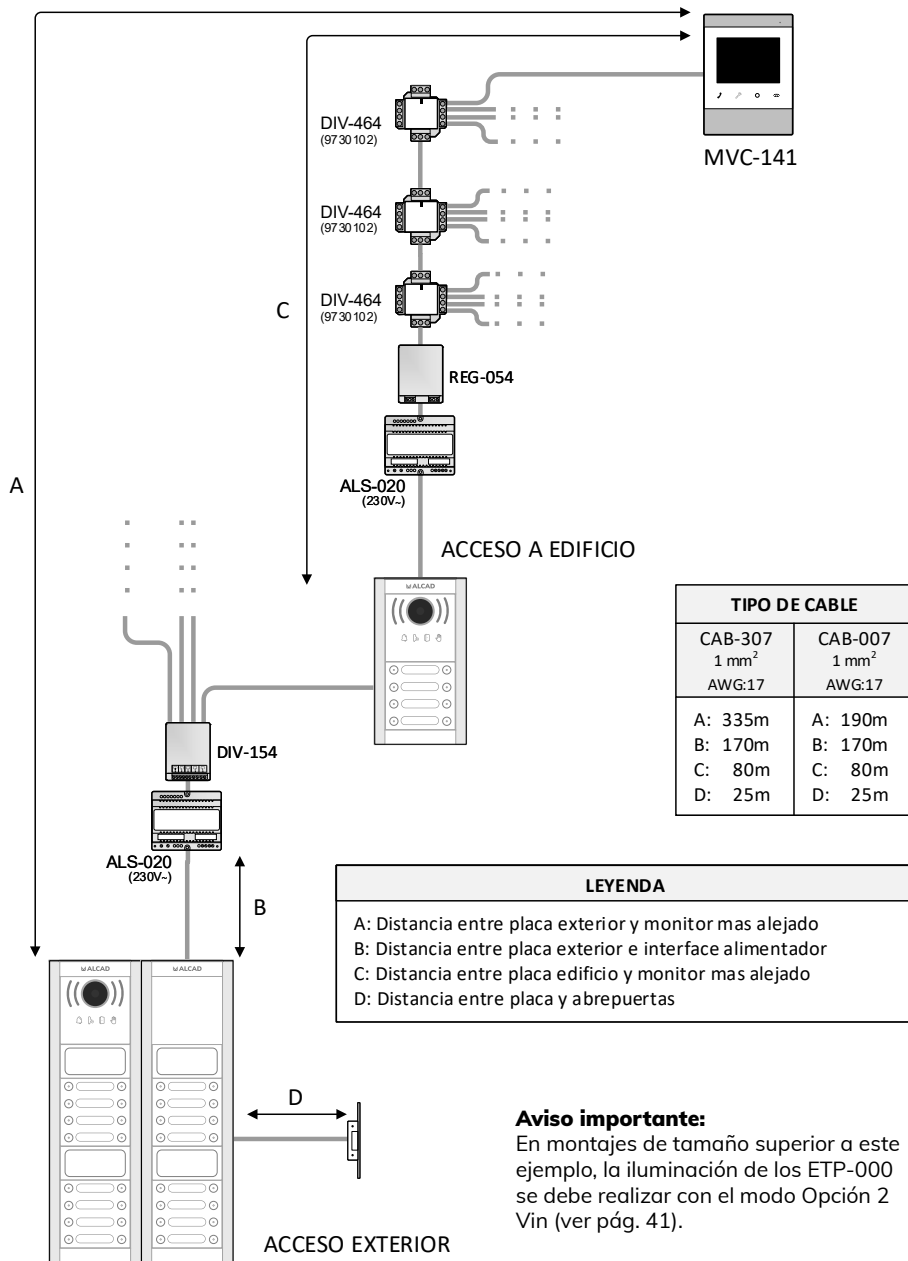 MVC-141
DIV-464
(9730102)
DIV-464
(9730102)
DIV-464
(9730102)
C
REG-054
ALS-020
(230V~)
A
ACCESO A EDIFICIO
ALCAD
DIV-154
ALS-020
(230V~)
B
TIPO DE CABLE
CAB-307
1 mm²
AWG:17
A: 335m
B: 170m
C: 80m
D: 25m
CAB-007
1 mm²
AWG:17
A: 190m
B: 170m
C: 80m
D: 25m
LEYENDA
A: Distancia entre placa exterior y monitor mas alejado
B: Distancia entre placa exterior e interface alimentador
C: Distancia entre placa edificio y monitor mas alejado
D: Distancia entre placa y abrepuertas
ALCAD
ALCAD
D
ACCESO EXTERIOR
Aviso importante:
En montajes de tamaño superior a este
ejemplo, la iluminación de los ETP-000
se debe realizar con el modo Opción 2
Vin (ver pág. 41).